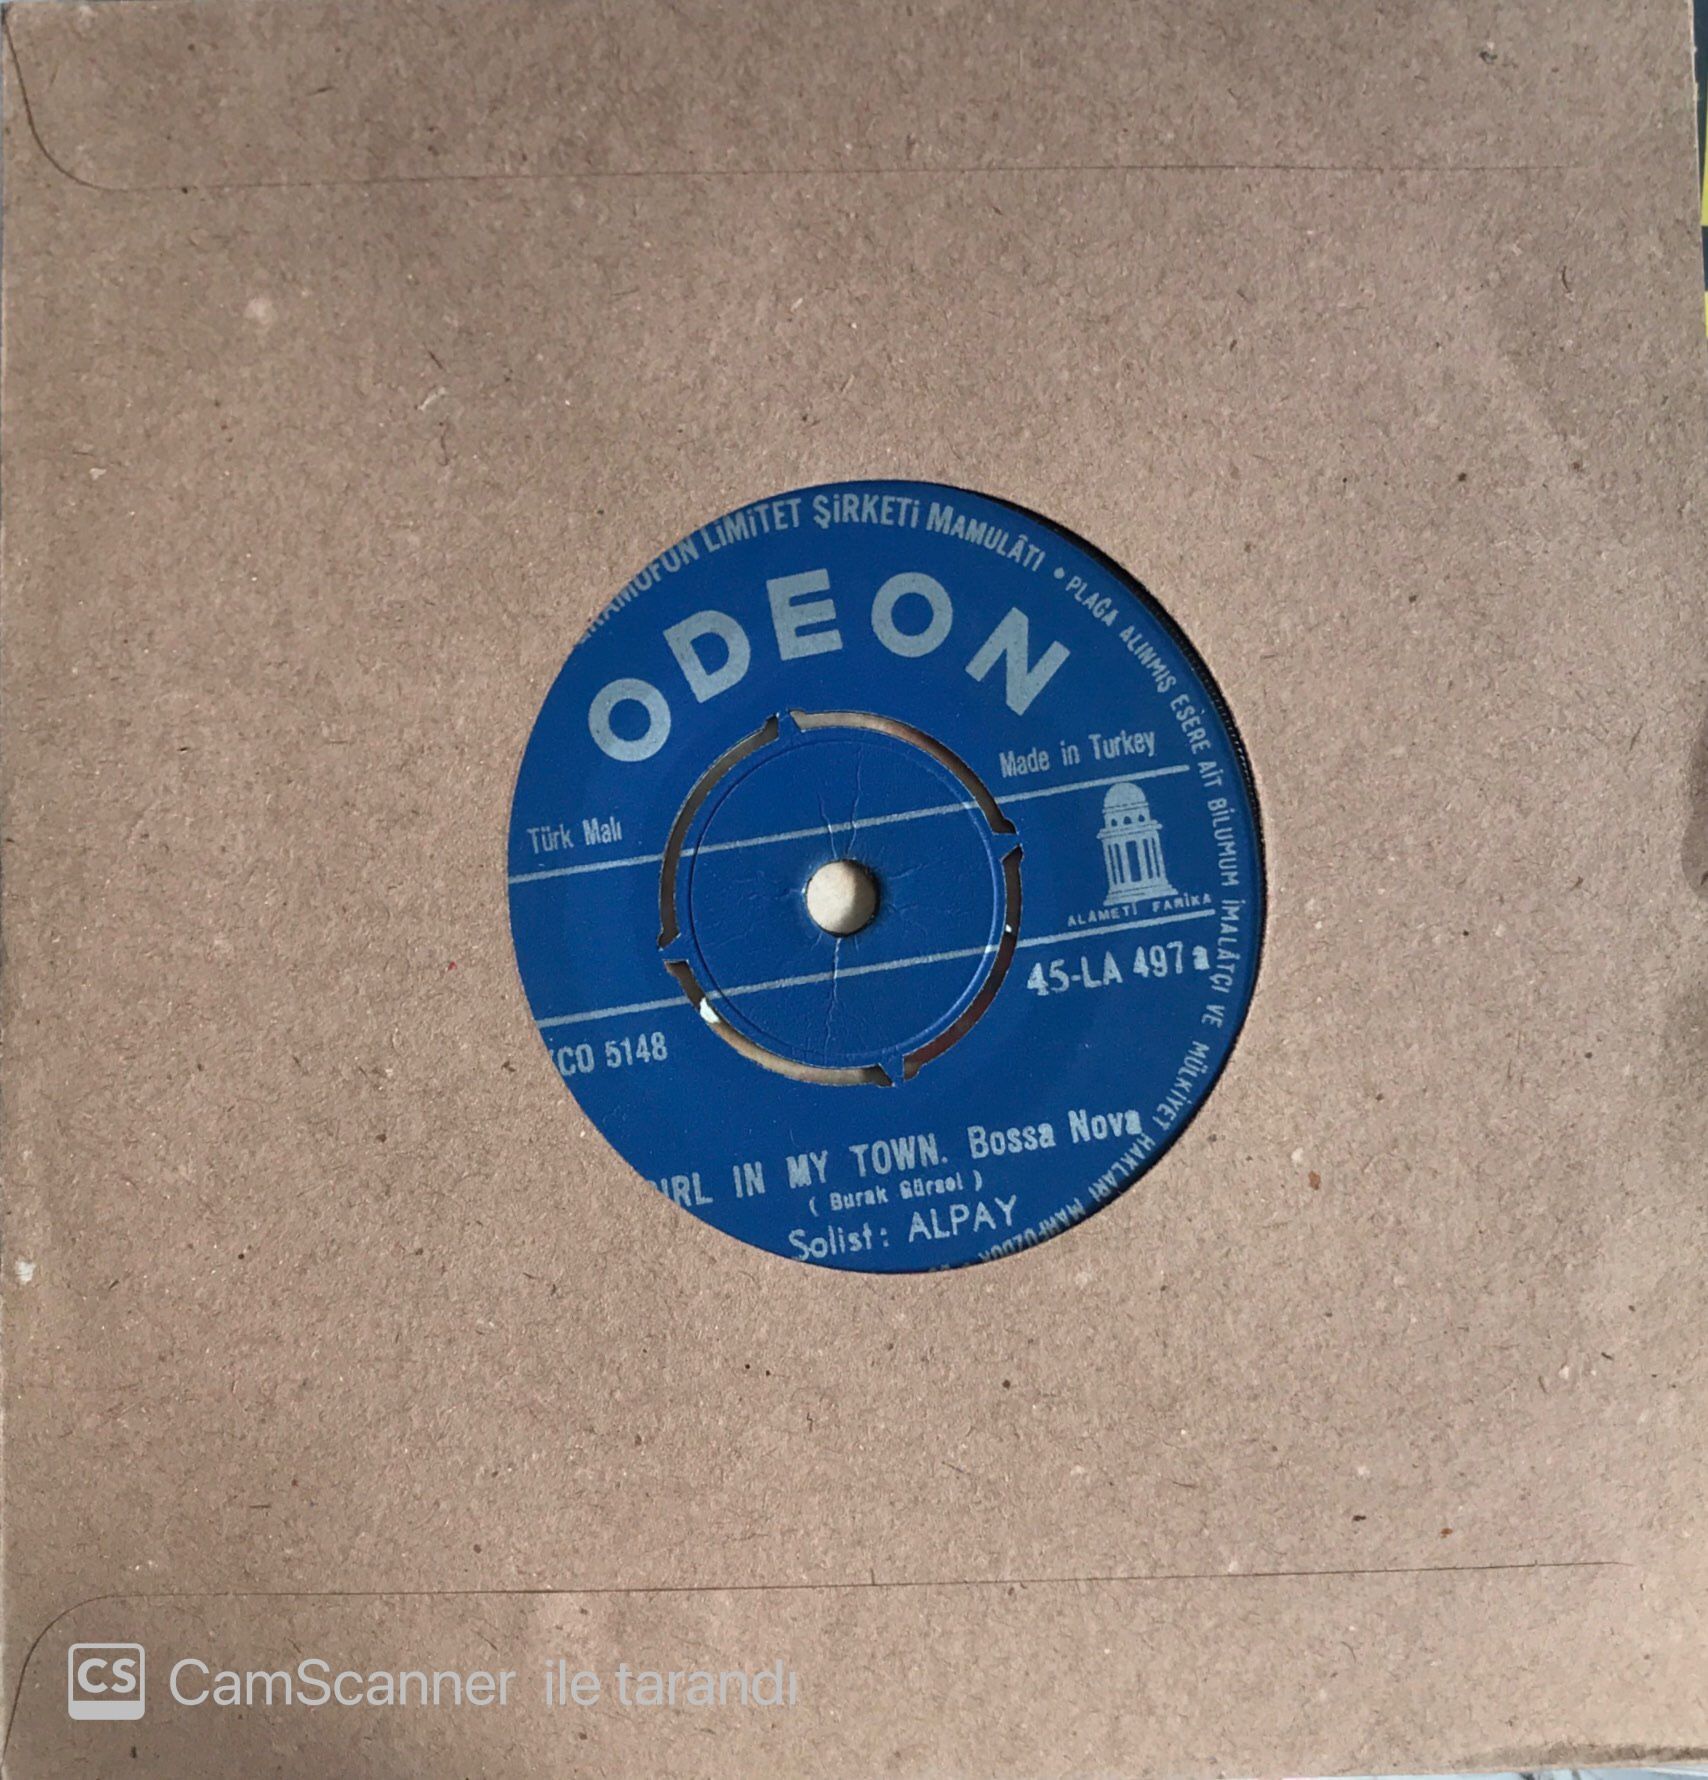 LİMİTET ŞİRKETİ MAMULÂTI • PLAĞA ALINMIŞ ESERE AİT BİLUMUM İMALÂTÇI VE MÜLKİYET HAKLARI MAHFUZDUR
ODEON
Made in Turkey
Türk Malı
ALAMETİ FARİKA
45-LA 497 a
CO 5148
IRL IN MY TOWN. Bossa Nova
( Burak Gürsel )
Solist: ALPAY
CS CamScanner ile tarandı